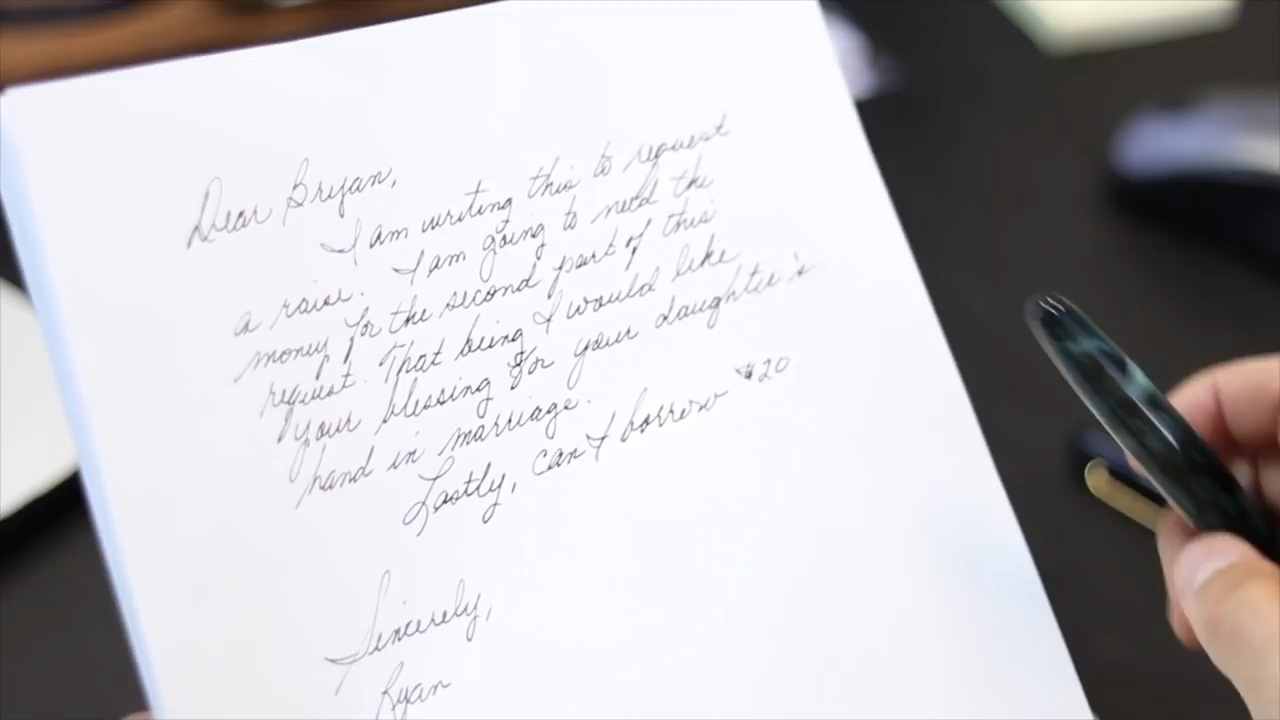 Dear Bryan,
I am writing this to request
a raise. I am going to need the
money for the second part of this
request. That being I would like
your blessing for your daughter's
hand in marriage.
Lastly, can I borrow $20
Sincerely,
Ryan